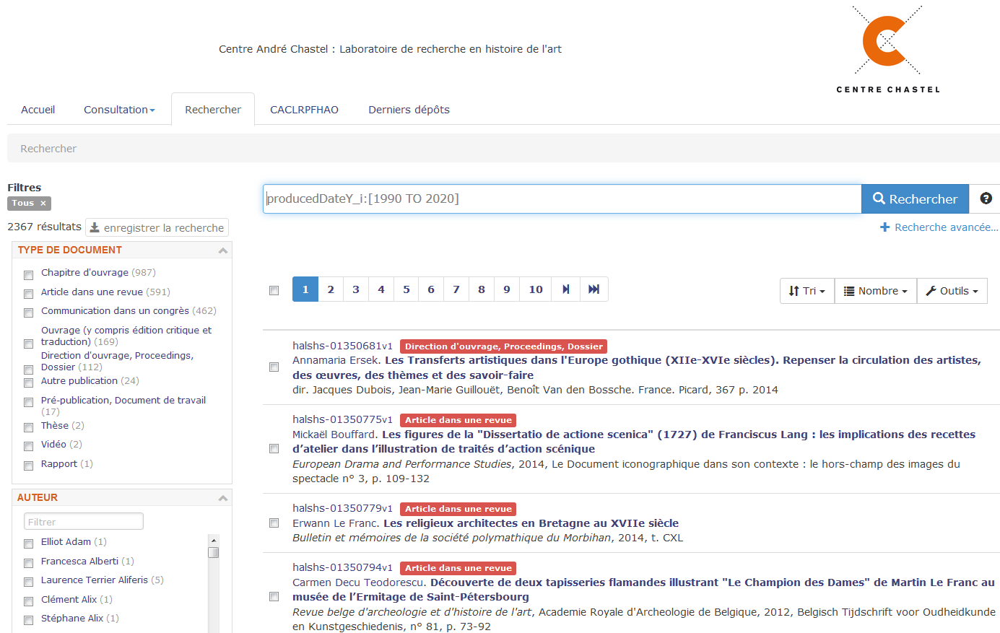 Centre André Chastel : Laboratoire de recherche en histoire de l'art
CENTRE CHASTEL
Accueil
Consultation
Rechercher
CACLRPFHAO
Derniers dépôts
Rechercher
Filtres
Tous ×
2367 résultats
enregistrer la recherche
TYPE DE DOCUMENT
Chapitre d'ouvrage (987)
Article dans une revue (591)
Communication dans un congrès (462)
Ouvrage (y compris édition critique et
traduction) (169)
Direction d'ouvrage, Proceedings,
Dossier (112)
Autre publication (24)
Pré-publication, Document de travail
(17)
Thèse (2)
Vidéo (2)
Rapport (1)
AUTEUR
Filtrer
Elliot Adam (1)
Francesca Alberti (1)
Laurence Terrier Aliferis (5)
Clément Alix (1)
Stéphane Alix (1)
producedDateY_i:[1990 TO 2020]
Rechercher
?
+ Recherche avancée...
1 2 3 4 5 6 7 8 9 10
Tri
Nombre
Outils
halshs-01350681v1 Direction d'ouvrage, Proceedings, Dossier
Annamaria Ersek. Les Transferts artistiques dans l'Europe gothique (XIIe-XVIe siècles). Repenser la circulation des artistes,
des œuvres, des thèmes et des savoir-faire
dir. Jacques Dubois, Jean-Marie Guillouët, Benoît Van den Bossche. France. Picard, 367 p. 2014
halshs-01350775v1 Article dans une revue
Mickaël Bouffard. Les figures de la "Dissertatio de actione scenica" (1727) de Franciscus Lang : les implications des recettes
d’atelier dans l’illustration de traités d’action scénique
European Drama and Performance Studies, 2014, Le Document iconographique dans son contexte : le hors-champ des images du
spectacle n° 3, p. 109-132
halshs-01350779v1 Article dans une revue
Erwann Le Franc. Les religieux architectes en Bretagne au XVIIe siècle
Bulletin et mémoires de la société polymathique du Morbihan, 2014, t. CXL
halshs-01350794v1 Article dans une revue
Carmen Decu Teodorescu. Découverte de deux tapisseries flamandes illustrant "Le Champion des Dames" de Martin Le Franc au
musée de l’Ermitage de Saint-Pétersbourg
Revue belge d'archeologie et d'histoire de l'art, Academie Royale d'Archeologie de Belgique, 2012, Belgisch Tijdschrift voor Oudheidkunde
en Kunstgeschiedenis, n° 81, p. 73-92